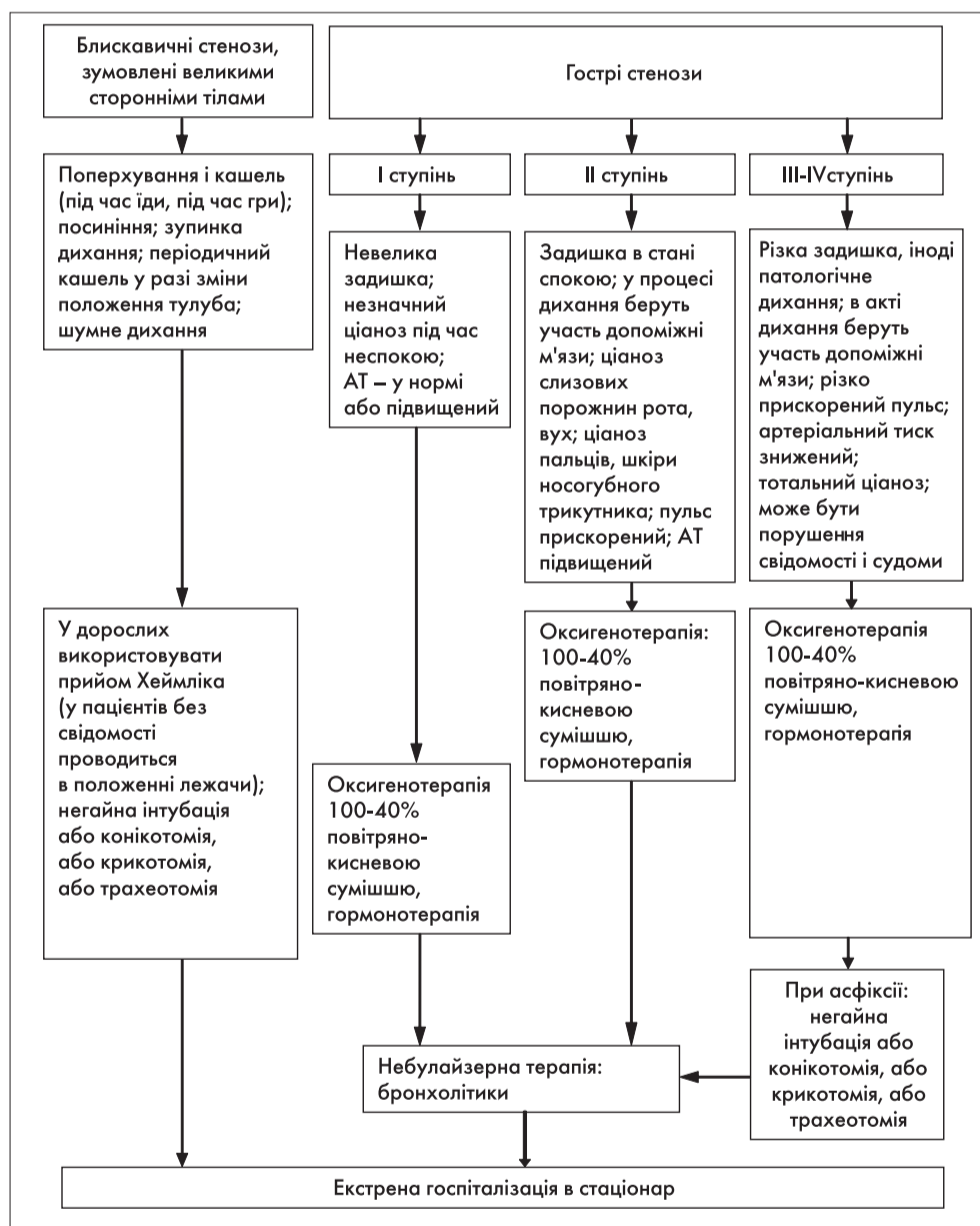 Блискавичні стенози,
зумовлені великими
сторонніми тілами
Гострі стенози
Поперхування і кашель
(під час їди, під час гри);
посиніння; зупинка
дихання; періодичний
кашель у разі зміни
положення тулуба;
шумне дихання
I ступінь
II ступінь
III-IVступінь
Невелика
задишка;
незначний
ціаноз під час
неспокою;
АТ – у нормі
або підвищений
Задишка в стані
спокою; у процесі
дихання беруть
участь допоміжні
м'язи; ціаноз
слизових
порожнин рота,
вух; ціаноз
пальців, шкіри
носогубного
трикутника; пульс
прискорений; АТ
підвищений
Різка задишка, іноді
патологічне
дихання; в акті
дихання беруть
участь допоміжні
м'язи; різко
прискорений пульс;
артеріальний тиск
знижений;
тотальний ціаноз;
може бути
порушення
свідомості і судоми
У дорослих
використовувати
прийом Хеймліка
(у пацієнтів без
свідомості
проводиться
в положенні лежачи);
негайна інтубація
або конікотомія,
або крикотомія,
або трахеотомія
Оксигенотерапія
100-40%
повітряно-
кисневою
сумішшю,
гормонотерапія
Оксигенотерапія:
100-40%
повітряно-
кисневою
сумішшю,
гормонотерапія
Оксигенотерапія
100-40%
повітряно-кисневою
сумішшю,
гормонотерапія
При асфіксії:
негайна
інтубація або
конікотомія, або
крикотомія, або
трахеотомія
Небулайзерна терапія:
бронхолітики
Екстрена госпіталізація в стаціонар